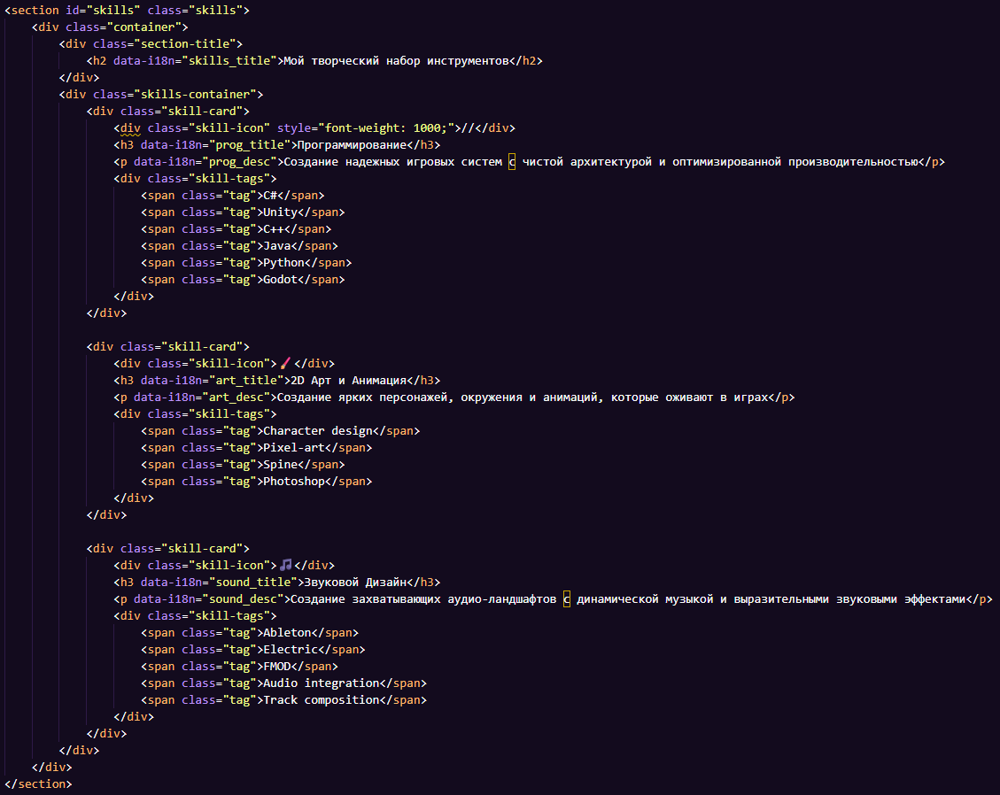 <section id="skills" class="skills">
    <div class="container">
        <div class="section-title">
            <h2 data-i18n="skills_title">Мой творческий набор инструментов</h2>
        </div>
        <div class="skills-container">
            <div class="skill-card">
                <div class="skill-icon" style="font-weight: 1000;">//</div>
                <h3 data-i18n="prog_title">Программирование</h3>
                <p data-i18n="prog_desc">Создание надежных игровых систем с чистой архитектурой и оптимизированной производительностью</p>
                <div class="skill-tags">
                    <span class="tag">C#</span>
                    <span class="tag">Unity</span>
                    <span class="tag">C++</span>
                    <span class="tag">Java</span>
                    <span class="tag">Python</span>
                    <span class="tag">Godot</span>
                </div>
            </div>

            <div class="skill-card">
                <div class="skill-icon">🖌️</div>
                <h3 data-i18n="art_title">2D Арт и Анимация</h3>
                <p data-i18n="art_desc">Создание ярких персонажей, окружения и анимаций, которые оживают в играх</p>
                <div class="skill-tags">
                    <span class="tag">Character design</span>
                    <span class="tag">Pixel-art</span>
                    <span class="tag">Spine</span>
                    <span class="tag">Photoshop</span>
                </div>
            </div>

            <div class="skill-card">
                <div class="skill-icon">🎵</div>
                <h3 data-i18n="sound_title">Звуковой Дизайн</h3>
                <p data-i18n="sound_desc">Создание захватывающих аудио-ландшафтов с динамической музыкой и выразительными звуковыми эффектами</p>
                <div class="skill-tags">
                    <span class="tag">Ableton</span>
                    <span class="tag">Electric</span>
                    <span class="tag">FMOD</span>
                    <span class="tag">Audio integration</span>
                    <span class="tag">Track composition</span>
                </div>
            </div>
        </div>
    </div>
</section>